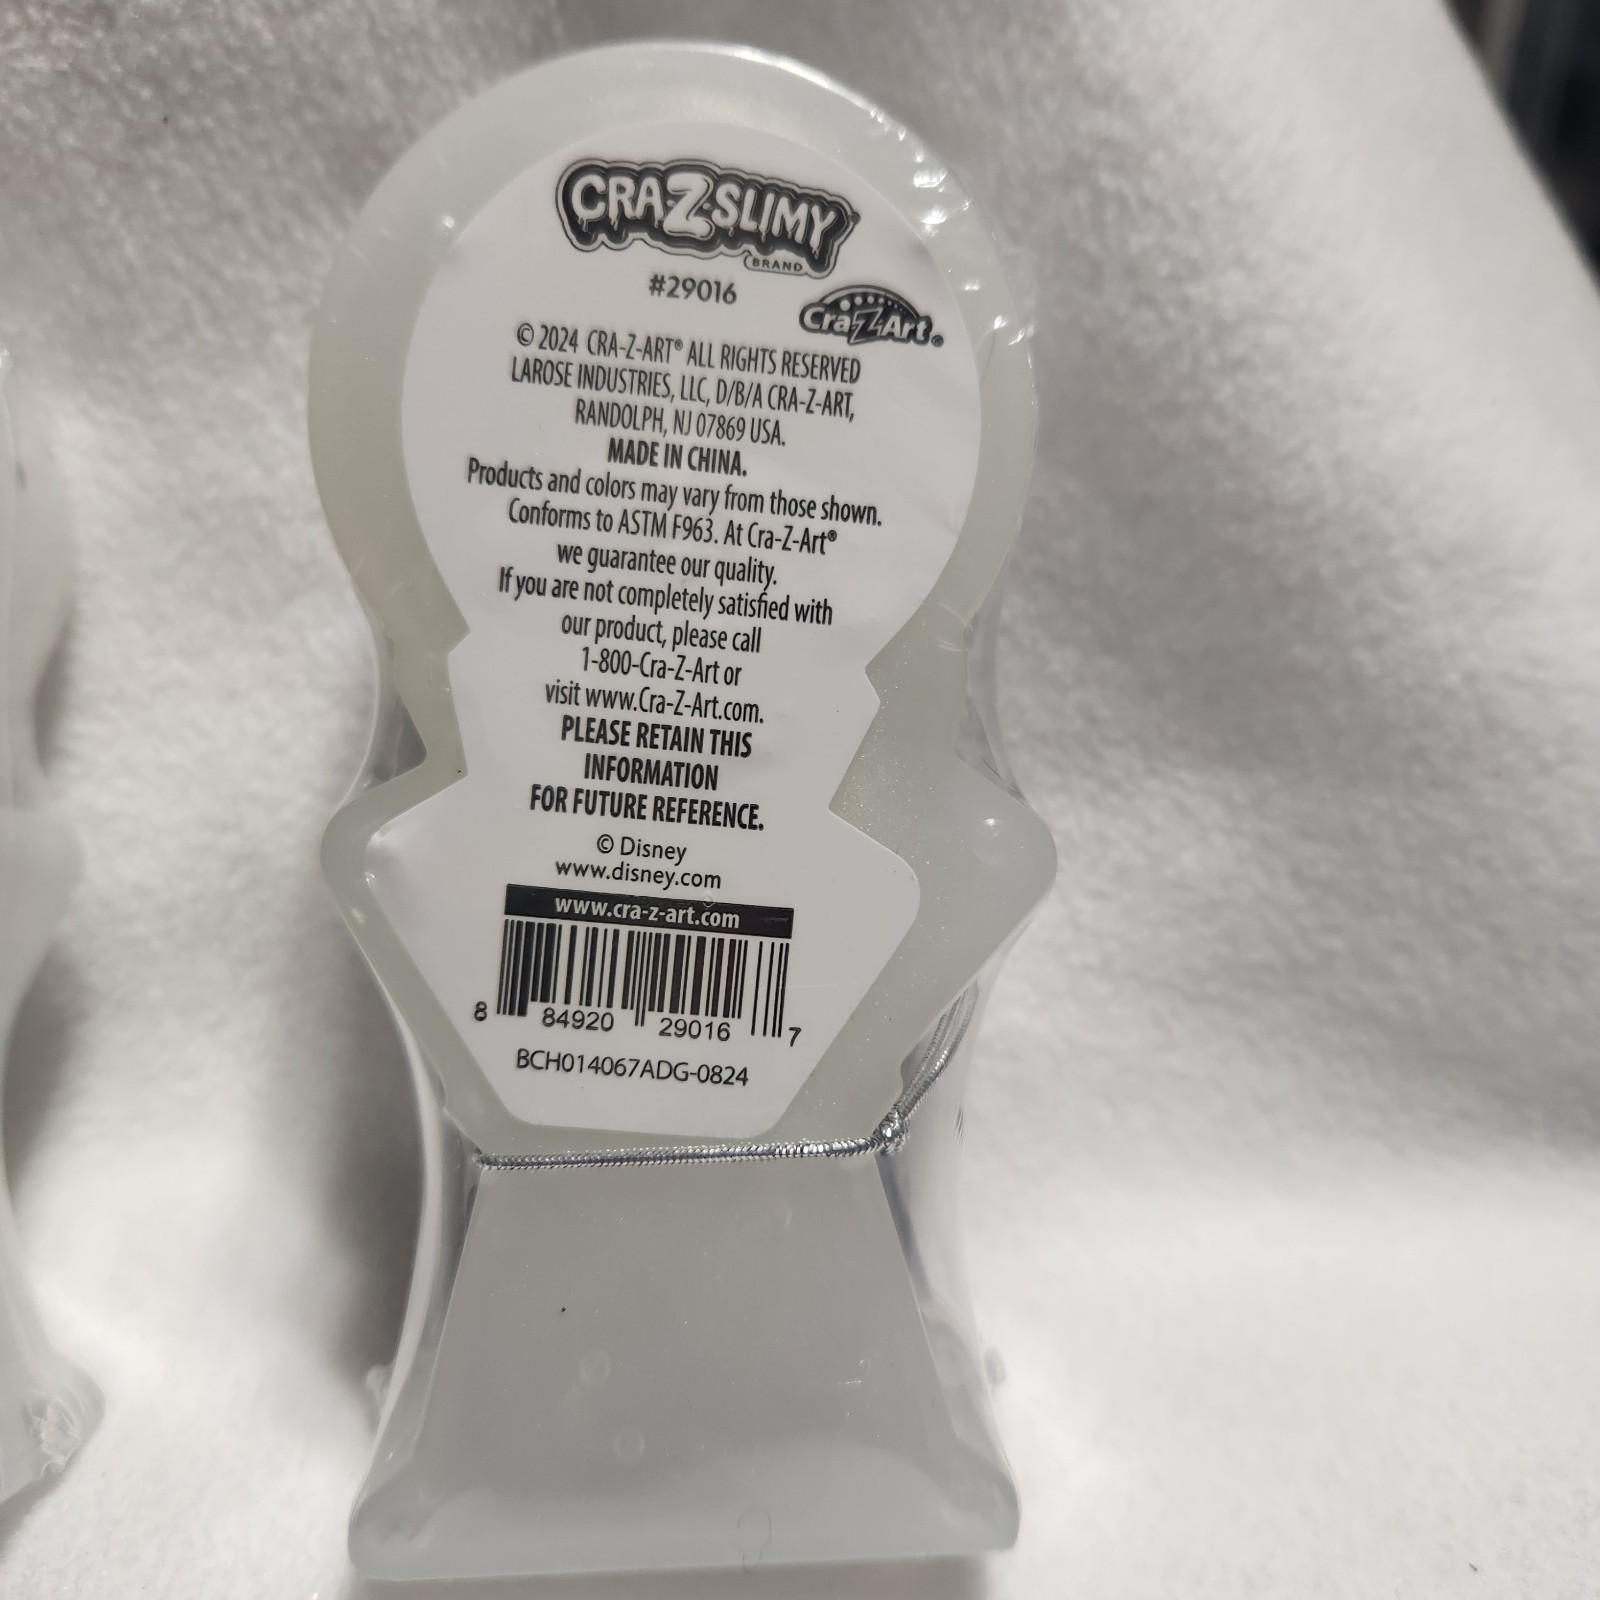 CRA-Z-SLIMY
BRAND
#29016
Cra-Z-Art®
© 2024 CRA-Z-ART® ALL RIGHTS RESERVED
LAROSE INDUSTRIES, LLC, D/B/A CRA-Z-ART,
RANDOLPH, NJ 07869 USA.
MADE IN CHINA.
Products and colors may vary from those shown.
Conforms to ASTM F963. At Cra-Z-Art®
we guarantee our quality.
If you are not completely satisfied with
our product, please call
1-800-Cra-Z-Art or
visit www.Cra-Z-Art.com.
PLEASE RETAIN THIS
INFORMATION
FOR FUTURE REFERENCE.
© Disney
www.disney.com
www.cra-z-art.com
8 84920 29016 7
BCH014067ADG-0824